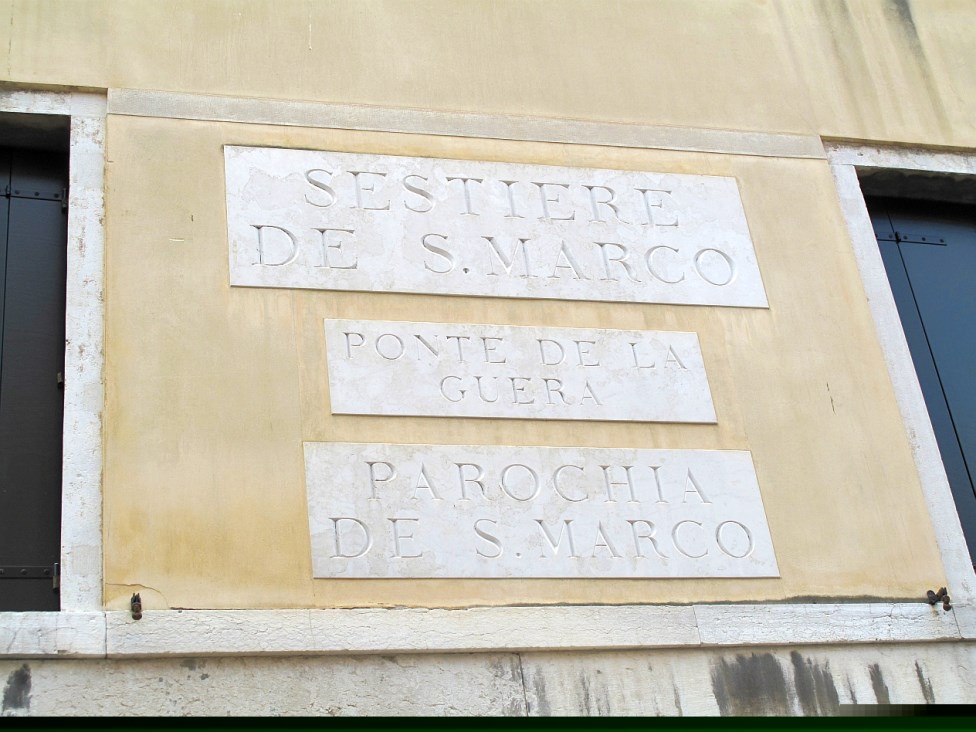 SESTIERE
DE S. MARCO
PONTE DE LA
GUERA
PAROCHIA
DE S. MARCO